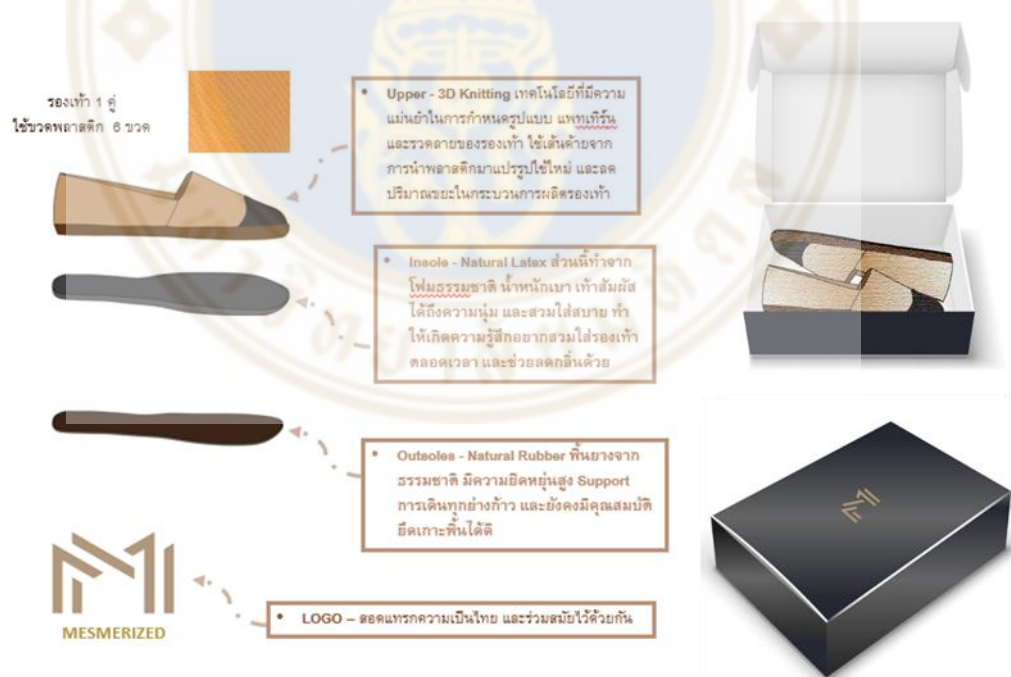 รองเท้า 1 คู่
ใช้ขวดพลาสติก 6 ขวด
• Upper - 3D Knitting เทคโนโลยีที่มีความ
แม่นยำในการกำหนดรูปแบบ แพทเทิร์น
และรวดลายของรองเท้า ใช้เส้นด้ายจาก
การนำพลาสติกมาแปรรูปใช้ใหม่ และลด
ปริมาณขยะในกระบวนการผลิตรองเท้า
• Insole - Natural Latex ส่วนนี้ทำจาก
โฟมธรรมชาติ น้ำหนักเบา เท้าสัมผัส
ได้ถึงความนุ่ม และสวมใส่สบาย ทำ
ให้เกิดความรู้สึกอยากสวมใส่รองเท้า
ตลอดเวลา และช่วยลดกลิ่นด้วย
• Outsoles - Natural Rubber พื้นยางจาก
ธรรมชาติ มีความยืดหยุ่นสูง Support
การเดินทุกย่างก้าว และยังคงมีคุณสมบัติ
ยึดเกาะพื้นได้ดี
MESMERIZED
• LOGO – สอดแทรกความเป็นไทย และร่วมสมัยไว้ด้วยกัน